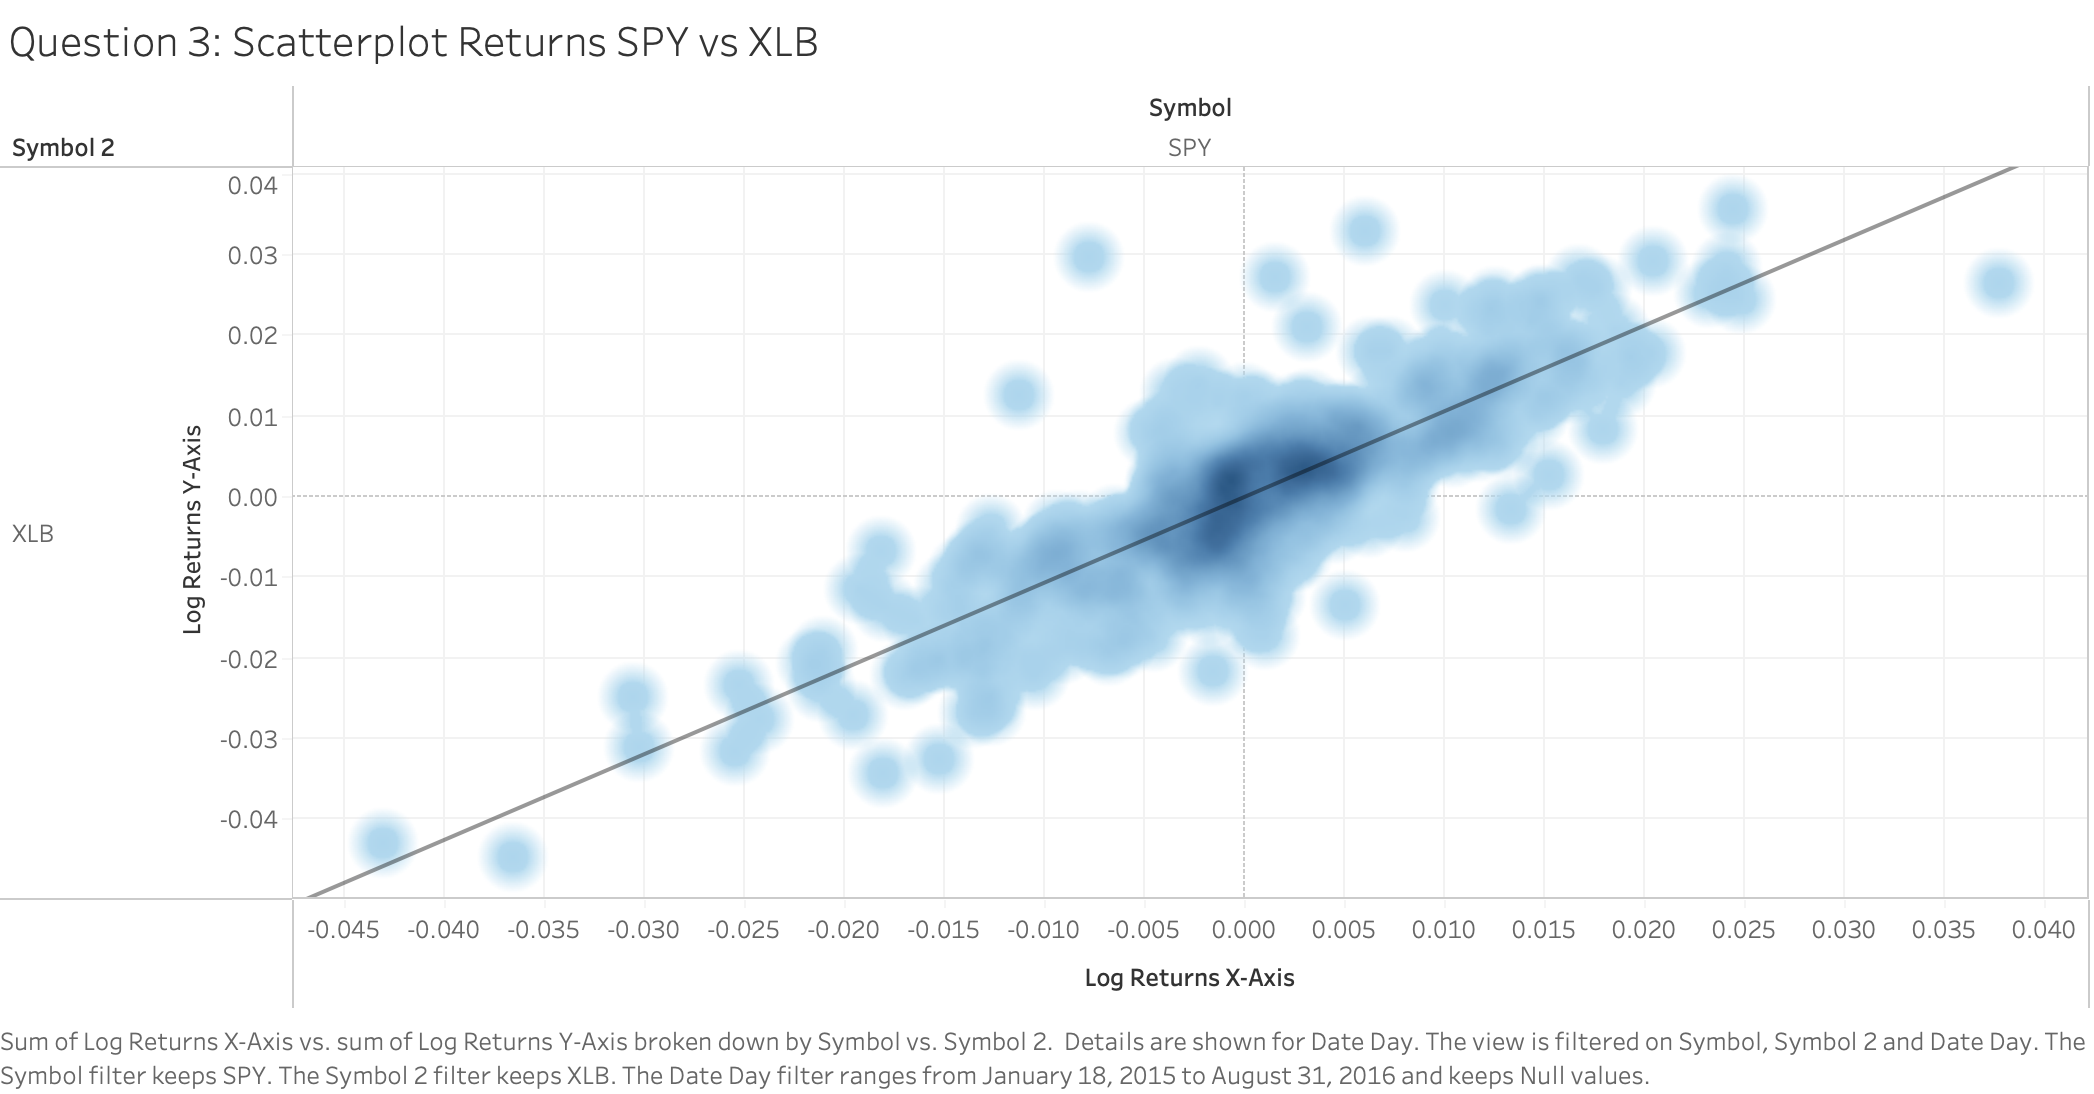 Question 3: Scatterplot Returns SPY vs XLB
Symbol
Symbol 2
SPY
0.04
0.03
0.02
0.01
0.00
-0.01
-0.02
-0.03
-0.04
Log Returns Y-Axis
XLB
-0.045 -0.040 -0.035 -0.030 -0.025 -0.020 -0.015 -0.010 -0.005 0.000 0.005 0.010 0.015 0.020 0.025 0.030 0.035 0.040
Log Returns X-Axis
Sum of Log Returns X-Axis vs. sum of Log Returns Y-Axis broken down by Symbol vs. Symbol 2.  Details are shown for Date Day. The view is filtered on Symbol, Symbol 2 and Date Day. The
Symbol filter keeps SPY. The Symbol 2 filter keeps XLB. The Date Day filter ranges from January 18, 2015 to August 31, 2016 and keeps Null values.